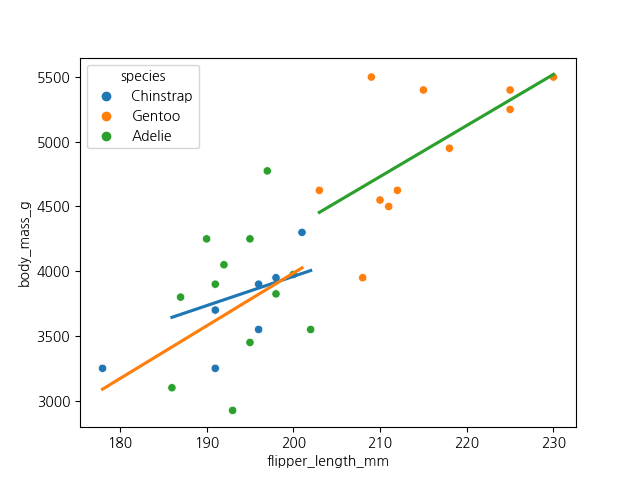 species
Chinstrap
Gentoo
Adelie
5500
5000
4500
4000
3500
3000
body_mass_g
180 190 200 210 220 230
flipper_length_mm